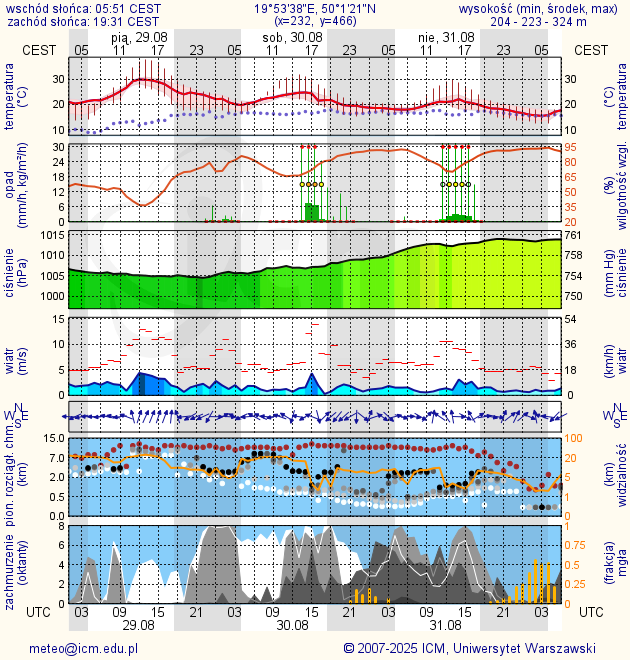 wschód słońca: 05:51 CEST 19°53'38"E, 50°1'21"N wysokość (min, środek, max)
zachód słońca: 19:31 CEST (x=232, y=466) 204 - 223 - 324 m
pią, 29.08 sob, 30.08 nie, 31.08
CEST 05 11 17 23 05 11 17 23 05 11 17 23 05 CEST
temperatura (°C) 30 20 10 30 20 10 (°C) temperatura
opad (mm/h, kg/m²/h) 30 24 18 12 6 0 95 80 65 50 35 20 (%) wilgotność wzgl.
ciśnienie (hPa) 1015 1010 1005 1000 761 758 754 750 (mm Hg) ciśnienie
wiatr (m/s) 15 10 5 0 54 36 18 0 (km/h) wiatr
N W E S N W E S
pion. rozciągł. chm. (km) 15.0 7.0 2.0 0.5 0.0 100 20 5 1 0 (km) widzialność
zachmurzenie (oktanty) 8 6 4 2 0 1 0.75 0.5 0.25 0 (frakcja) mgła
UTC 03 09 15 21 03 09 15 21 03 09 15 21 03 UTC
29.08 30.08 31.08
meteo@icm.edu.pl © 2007-2025 ICM, Uniwersytet Warszawski